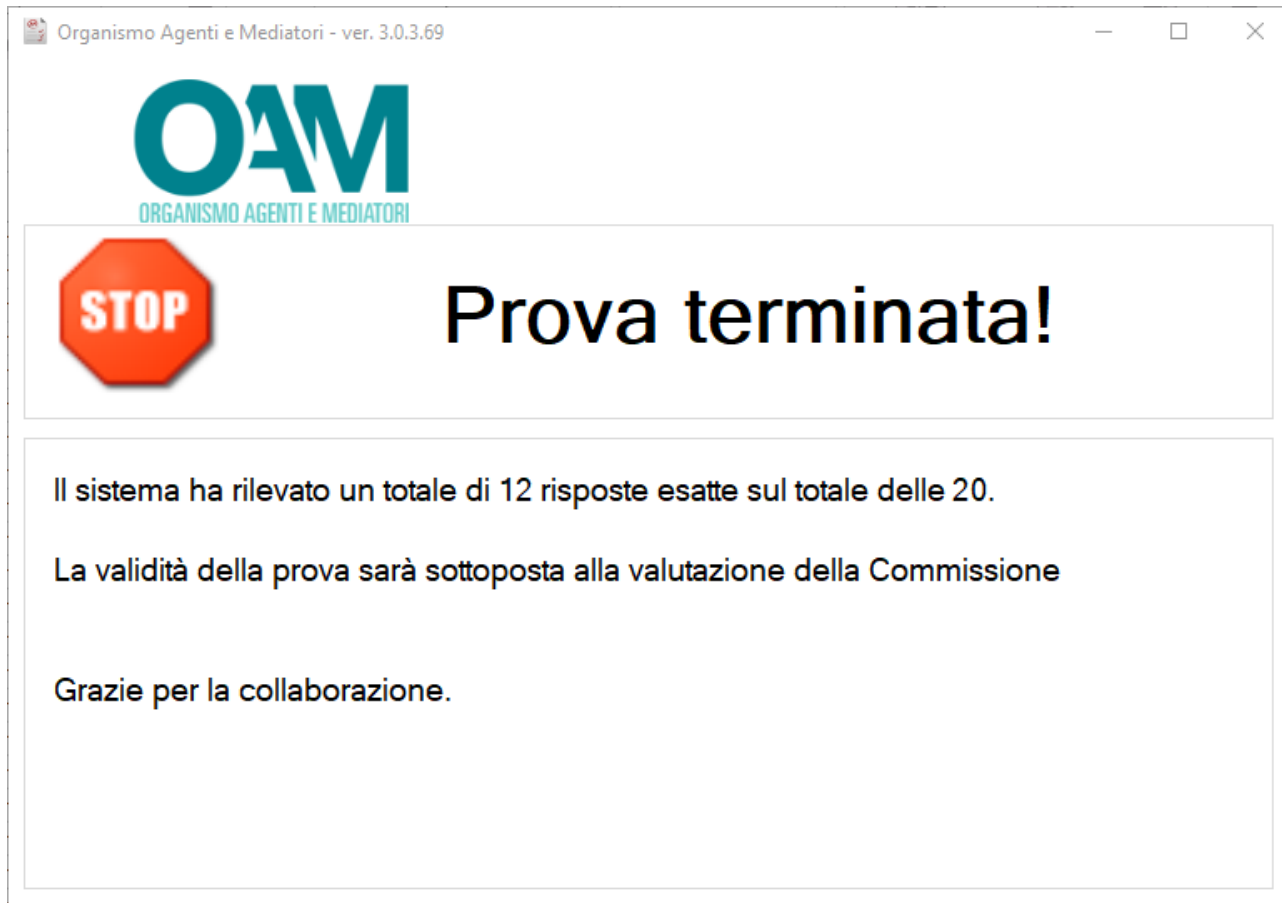 Organismo Agenti e Mediatori - ver. 3.0.3.69
OAM
ORGANISMO AGENTI E MEDIATORI
STOP
Prova terminata!
Il sistema ha rilevato un totale di 12 risposte esatte sul totale delle 20.
La validità della prova sarà sottoposta alla valutazione della Commissione
Grazie per la collaborazione.